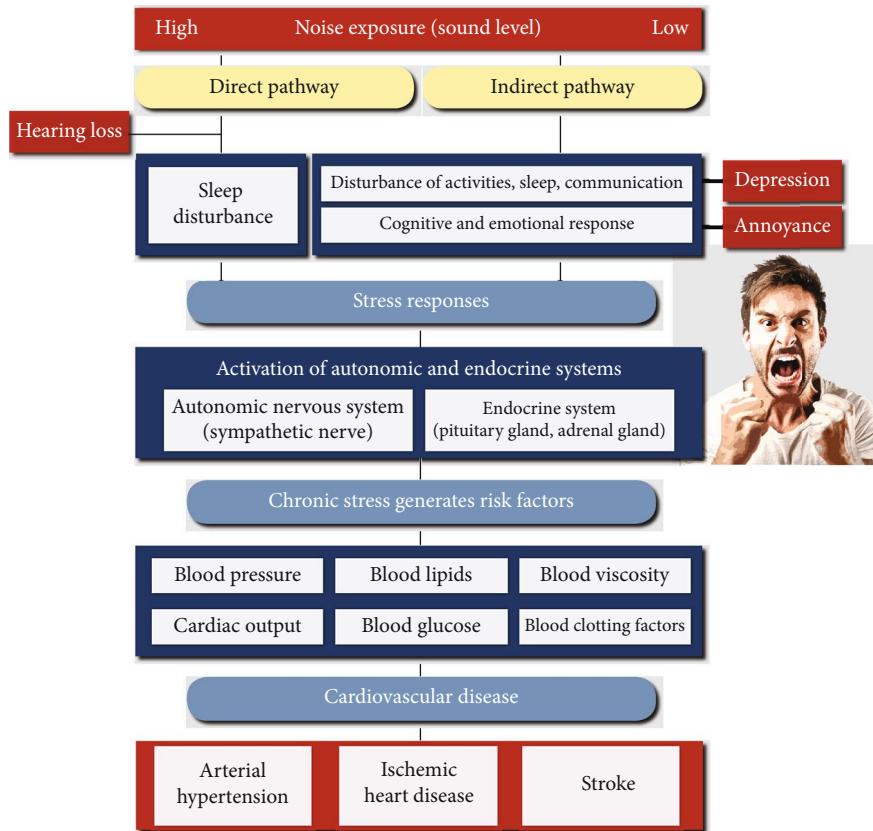 High Noise exposure (sound level) Low
Direct pathway
Indirect pathway
Hearing loss
Sleep
disturbance
Disturbance of activities, sleep, communication
Cognitive and emotional response
Depression
Annoyance
Stress responses
Activation of autonomic and endocrine systems
Autonomic nervous system
(sympathetic nerve)
Endocrine system
(pituitary gland, adrenal gland)
Chronic stress generates risk factors
Blood pressure
Blood lipids
Blood viscosity
Cardiac output
Blood glucose
Blood clotting factors
Cardiovascular disease
Arterial
hypertension
Ischemic
heart disease
Stroke